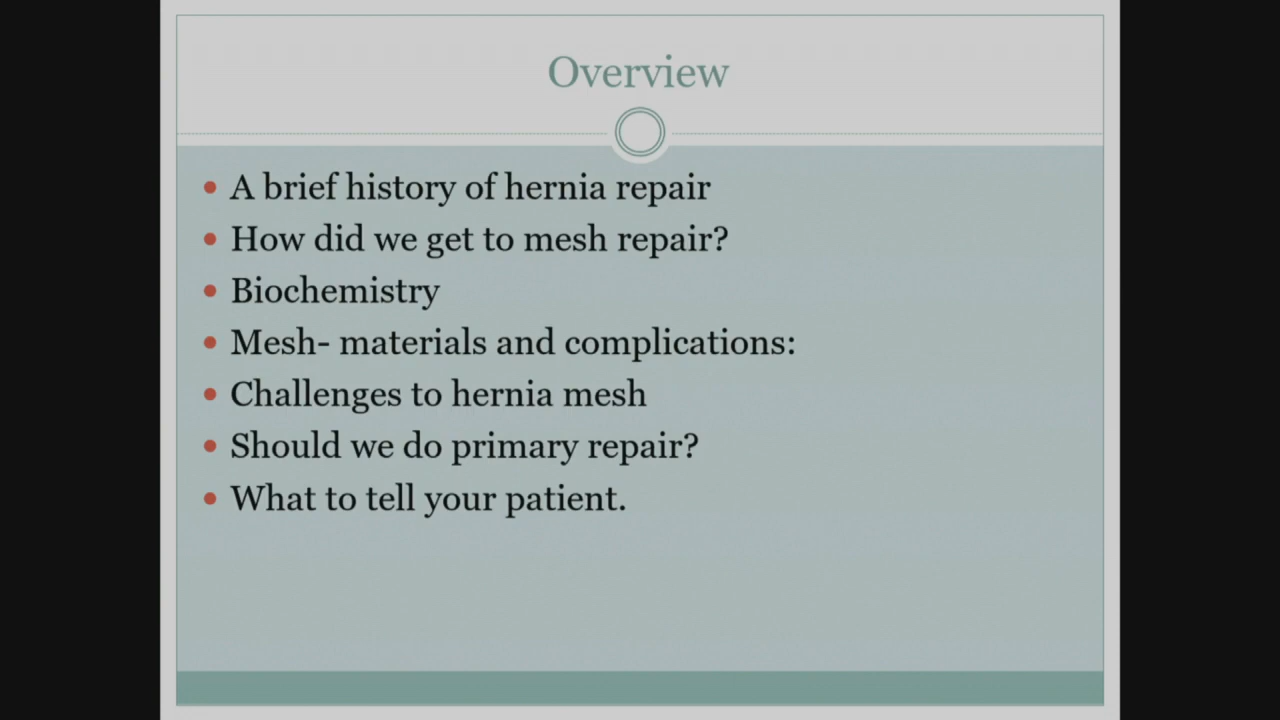 Overview
A brief history of hernia repair
How did we get to mesh repair?
Biochemistry
Mesh- materials and complications:
Challenges to hernia mesh
Should we do primary repair?
What to tell your patient.